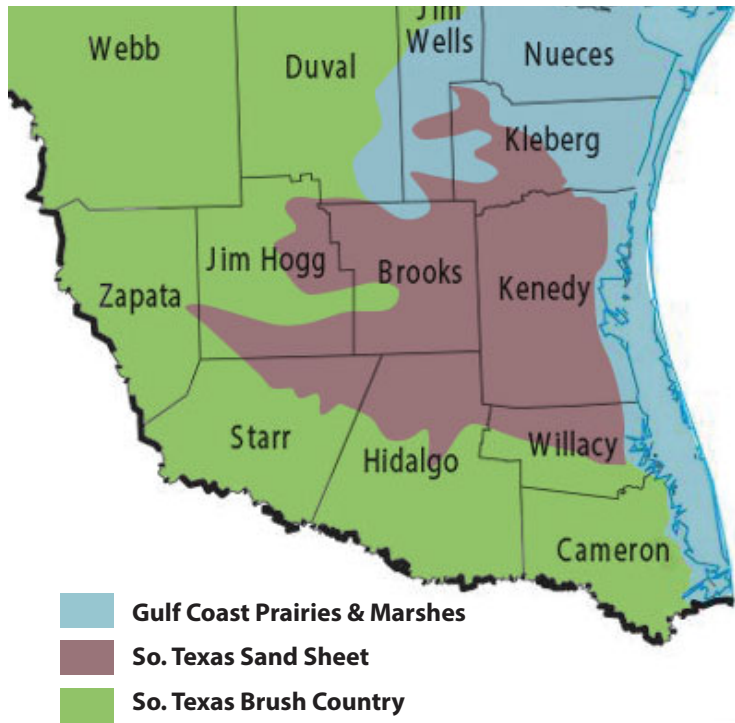 Jim
Wells
Webb
Duval
Nueces
Kleberg
Jim Hogg
Brooks
Kenedy
Zapata
Starr
Hidalgo
Willacy
Cameron
Gulf Coast Prairies & Marshes
So. Texas Sand Sheet
So. Texas Brush Country